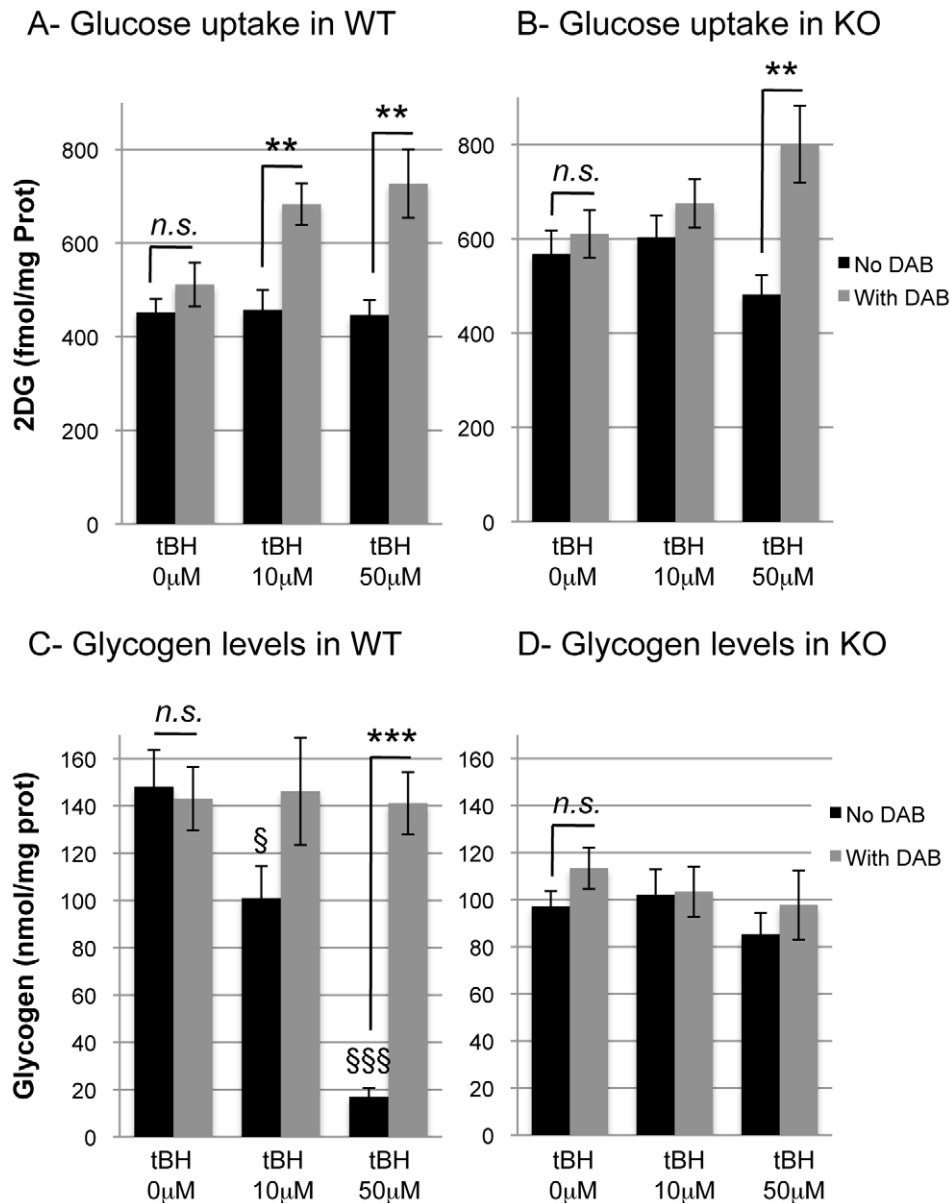 A- Glucose uptake in WT
2DG (fmol/mg Prot)
800
600
400
200
0
n.s.
**
**
tBH
0μM
tBH
10μM
tBH
50μM
B- Glucose uptake in KO
800
600
400
200
0
n.s.
**
tBH
0μM
tBH
10μM
tBH
50μM
No DAB
With DAB
C- Glycogen levels in WT
Glycogen (nmol/mg prot)
160
140
120
100
80
60
40
20
0
n.s.
§
***
§§§
tBH
0μM
tBH
10μM
tBH
50μM
D- Glycogen levels in KO
160
140
120
100
80
60
40
20
0
n.s.
tBH
0μM
tBH
10μM
tBH
50μM
No DAB
With DAB